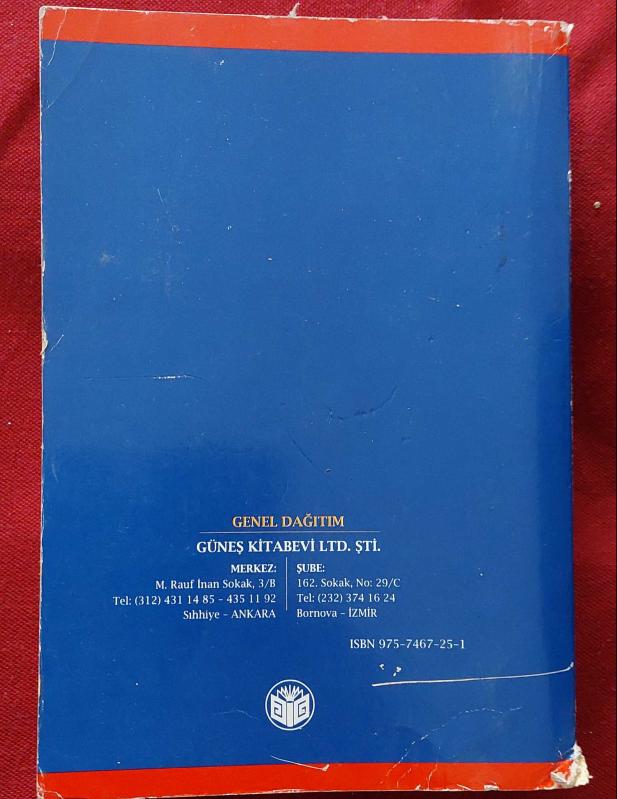 GENEL DAĞITIM
GÜNEŞ KİTABEVİ LTD. ŞTİ.
MERKEZ:
M. Rauf İnan Sokak, 3/B
Tel: (312) 431 14 85 - 435 11 92
Sıhhiye - ANKARA
ŞUBE:
162. Sokak, No: 29/C
Tel: (232) 374 16 24
Bornova - İZMİR
ISBN 975-7467-25-1